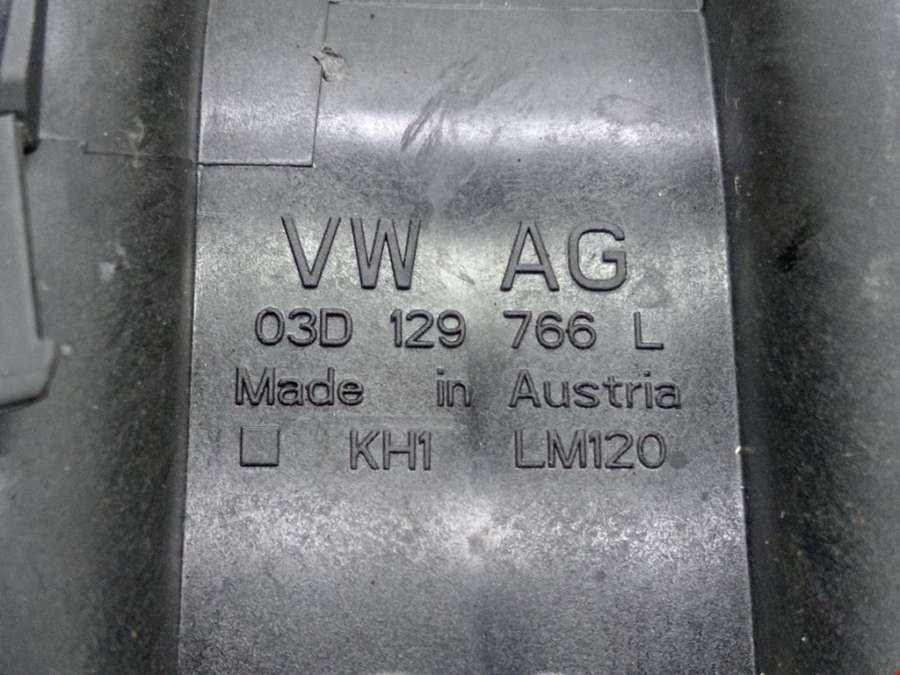 VW AG
03D 129 766 L
Made in Austria
KH1 LM120